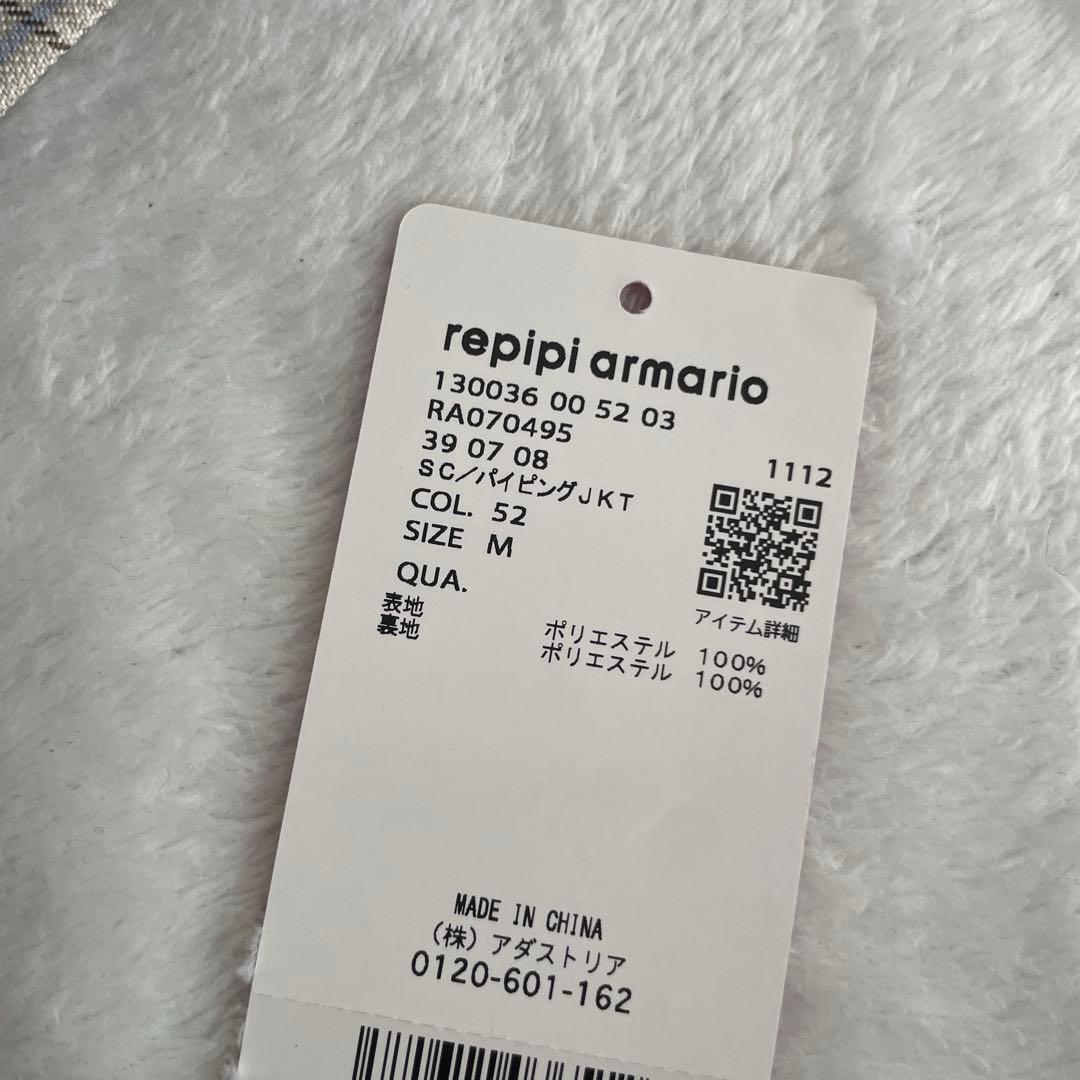 repipi armario
130036 00 52 03
RA070495
39 07 08
1112
SC／パイピングJKT
COL. 52
SIZE M
アイテム詳細
QUA.
表地 ポリエステル 100%
裏地 ポリエステル 100%
MADE IN CHINA
(株) アダストリア
0120-601-162